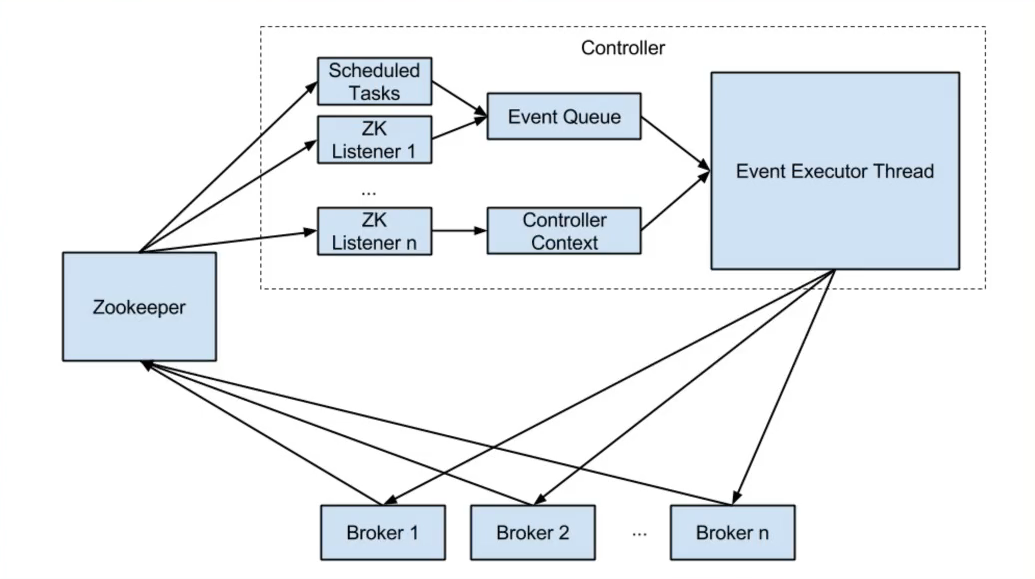 Controller
Scheduled
Tasks
ZK
Listener 1
...
ZK
Listener n
Event Queue
Controller
Context
Event Executor Thread
Zookeeper
Broker 1
Broker 2
...
Broker n